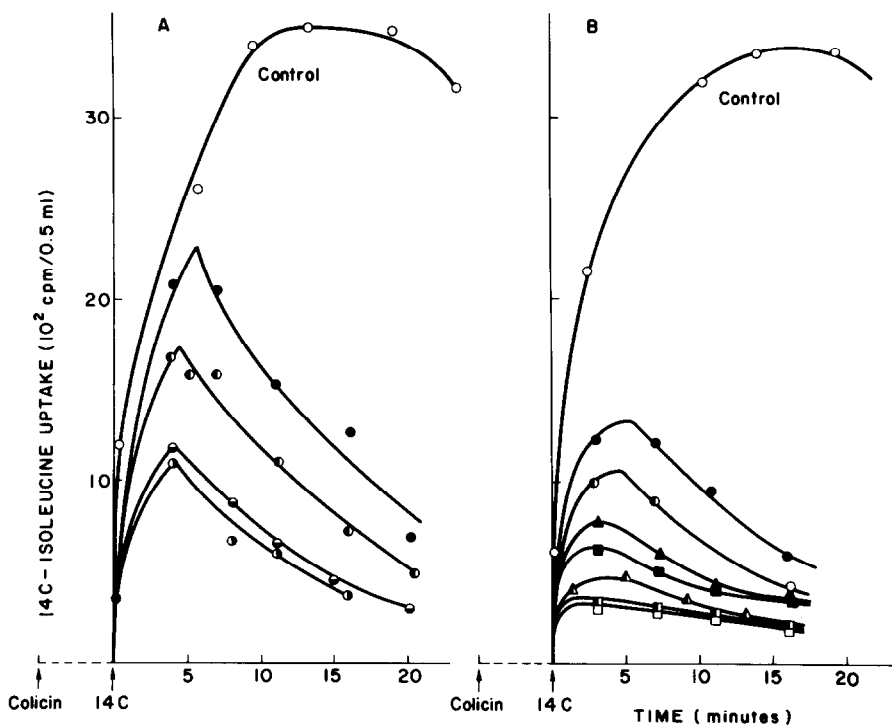 A
B
Control
Control
30
20
10
14C-ISOLEUCINE UPTAKE (10² cpm/0.5 ml)
5 10 15 20
5 10 15 20
Colicin 14C
Colicin 14C
TIME (minutes)